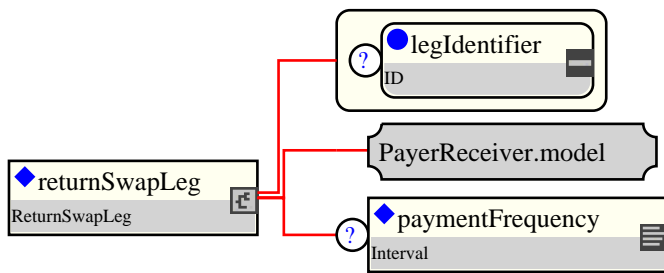 ? legIdentifier
ID
PayerReceiver.model
returnSwapLeg
ReturnSwapLeg
? paymentFrequency
Interval